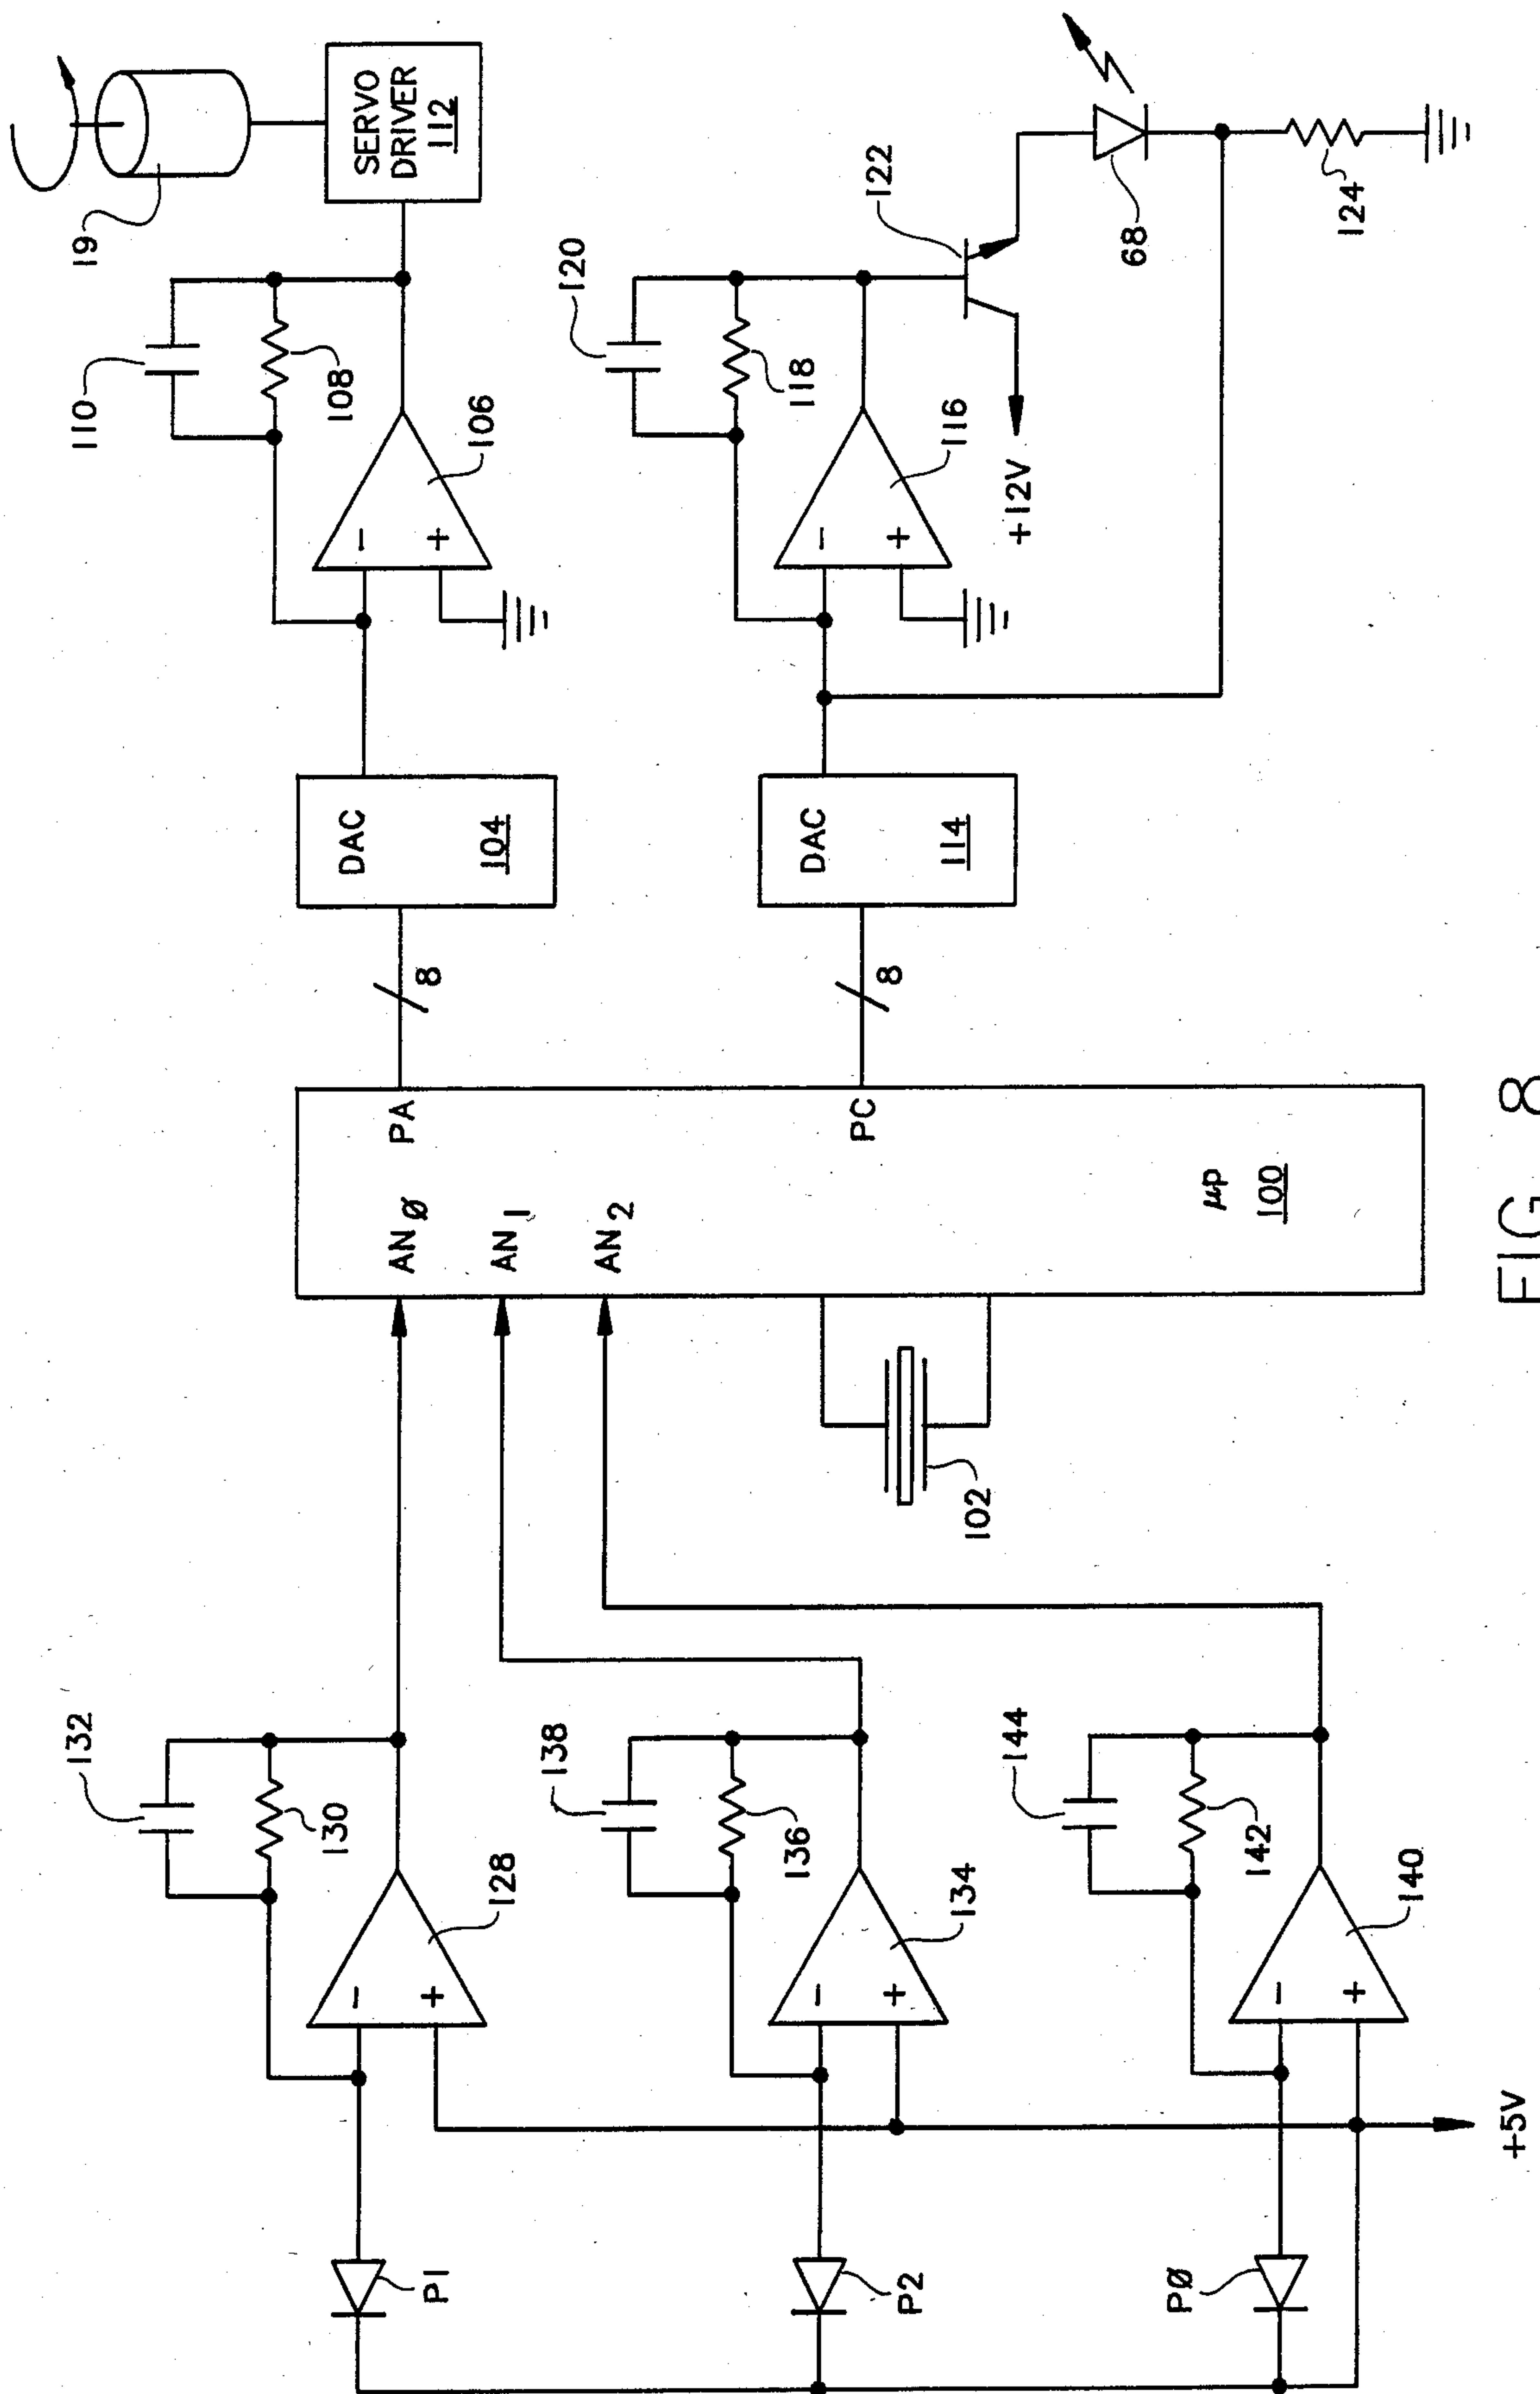 19
SERVO
DRIVER
112
110
108
106
120
118
116
122
+12V
68
124
-
+
-
+
DAC
104
DAC
114
8
8
PA
PC
ANØ
AN1
AN2
µP
100
102
132
130
128
-
+
138
136
134
-
+
144
142
140
-
+
P1
P2
PØ
+5V
FIG. 8